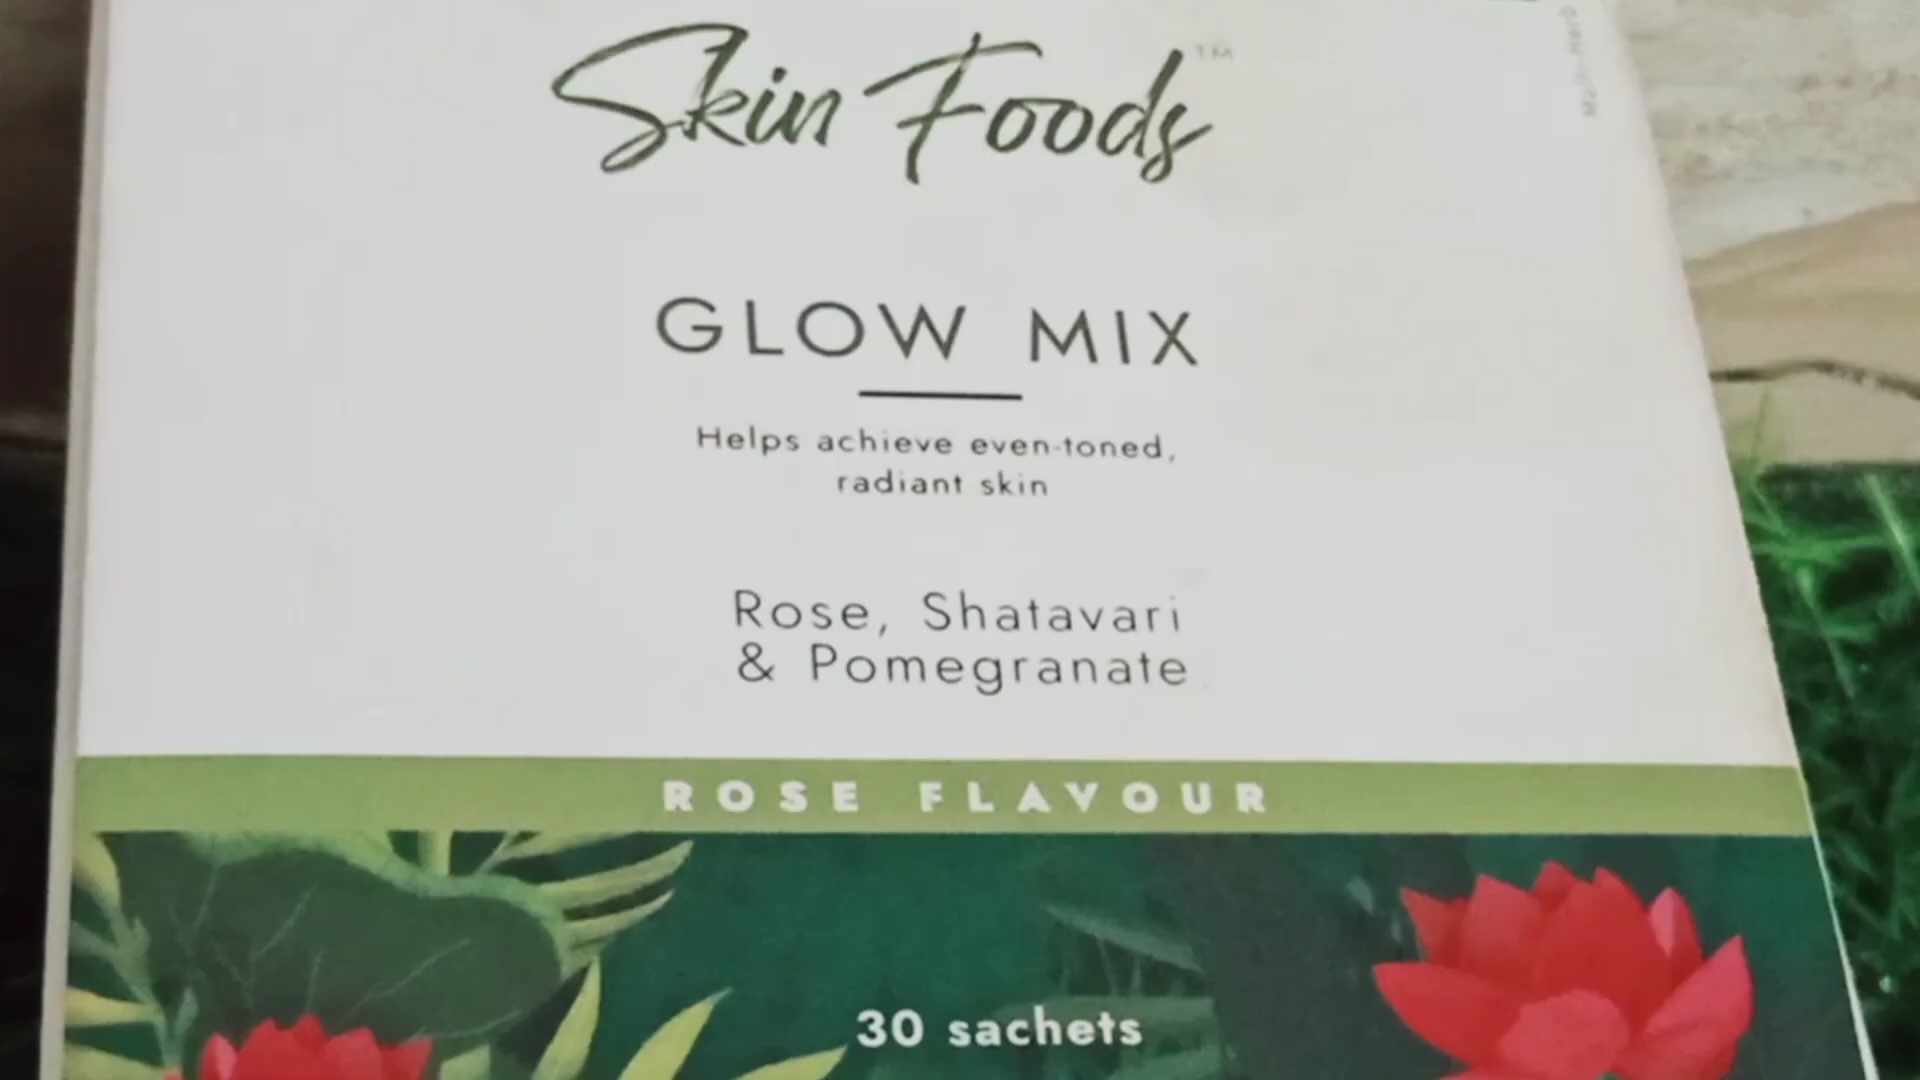 Skin Foods™
GLOW MIX
Helps achieve even-toned,
radiant skin
Rose, Shatavari
& Pomegranate
ROSE FLAVOUR
30 sachets